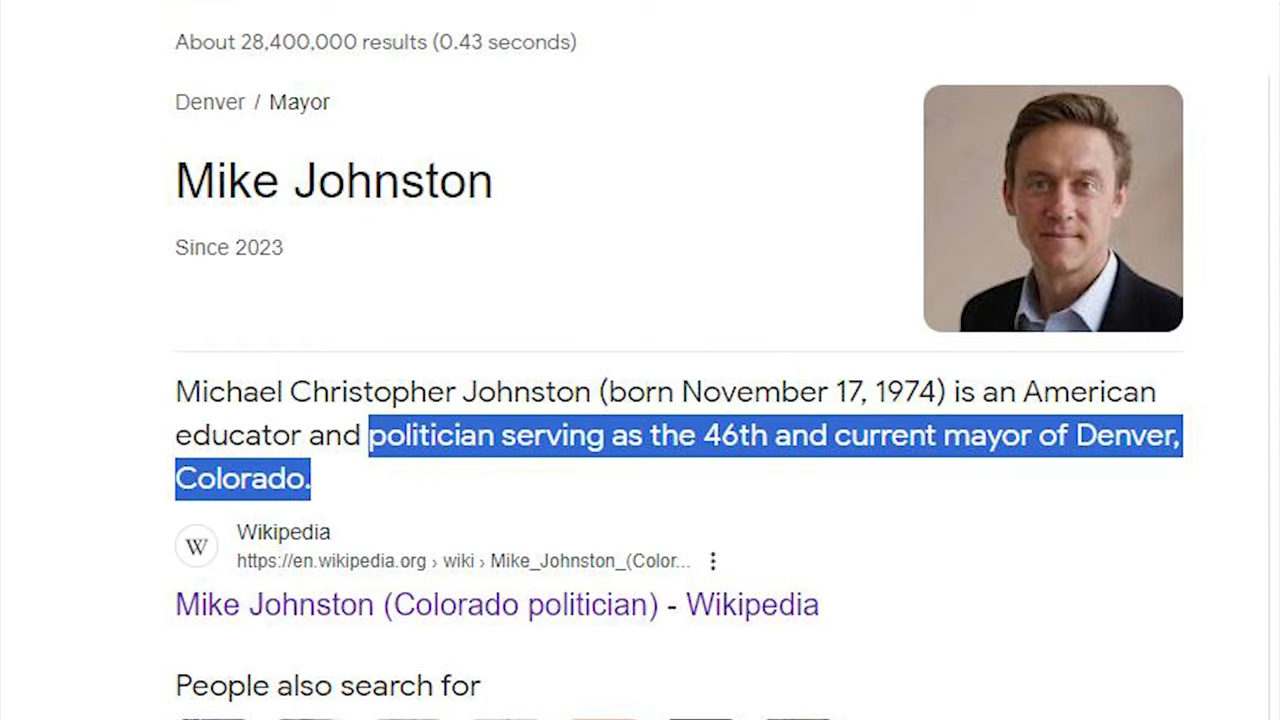 About 28,400,000 results (0.43 seconds)
Denver / Mayor
Mike Johnston
Since 2023
Michael Christopher Johnston (born November 17, 1974) is an American
educator and politician serving as the 46th and current mayor of Denver,
Colorado.
W
Wikipedia
https://en.wikipedia.org › wiki › Mike_Johnston_(Color...
Mike Johnston (Colorado politician) - Wikipedia
People also search for